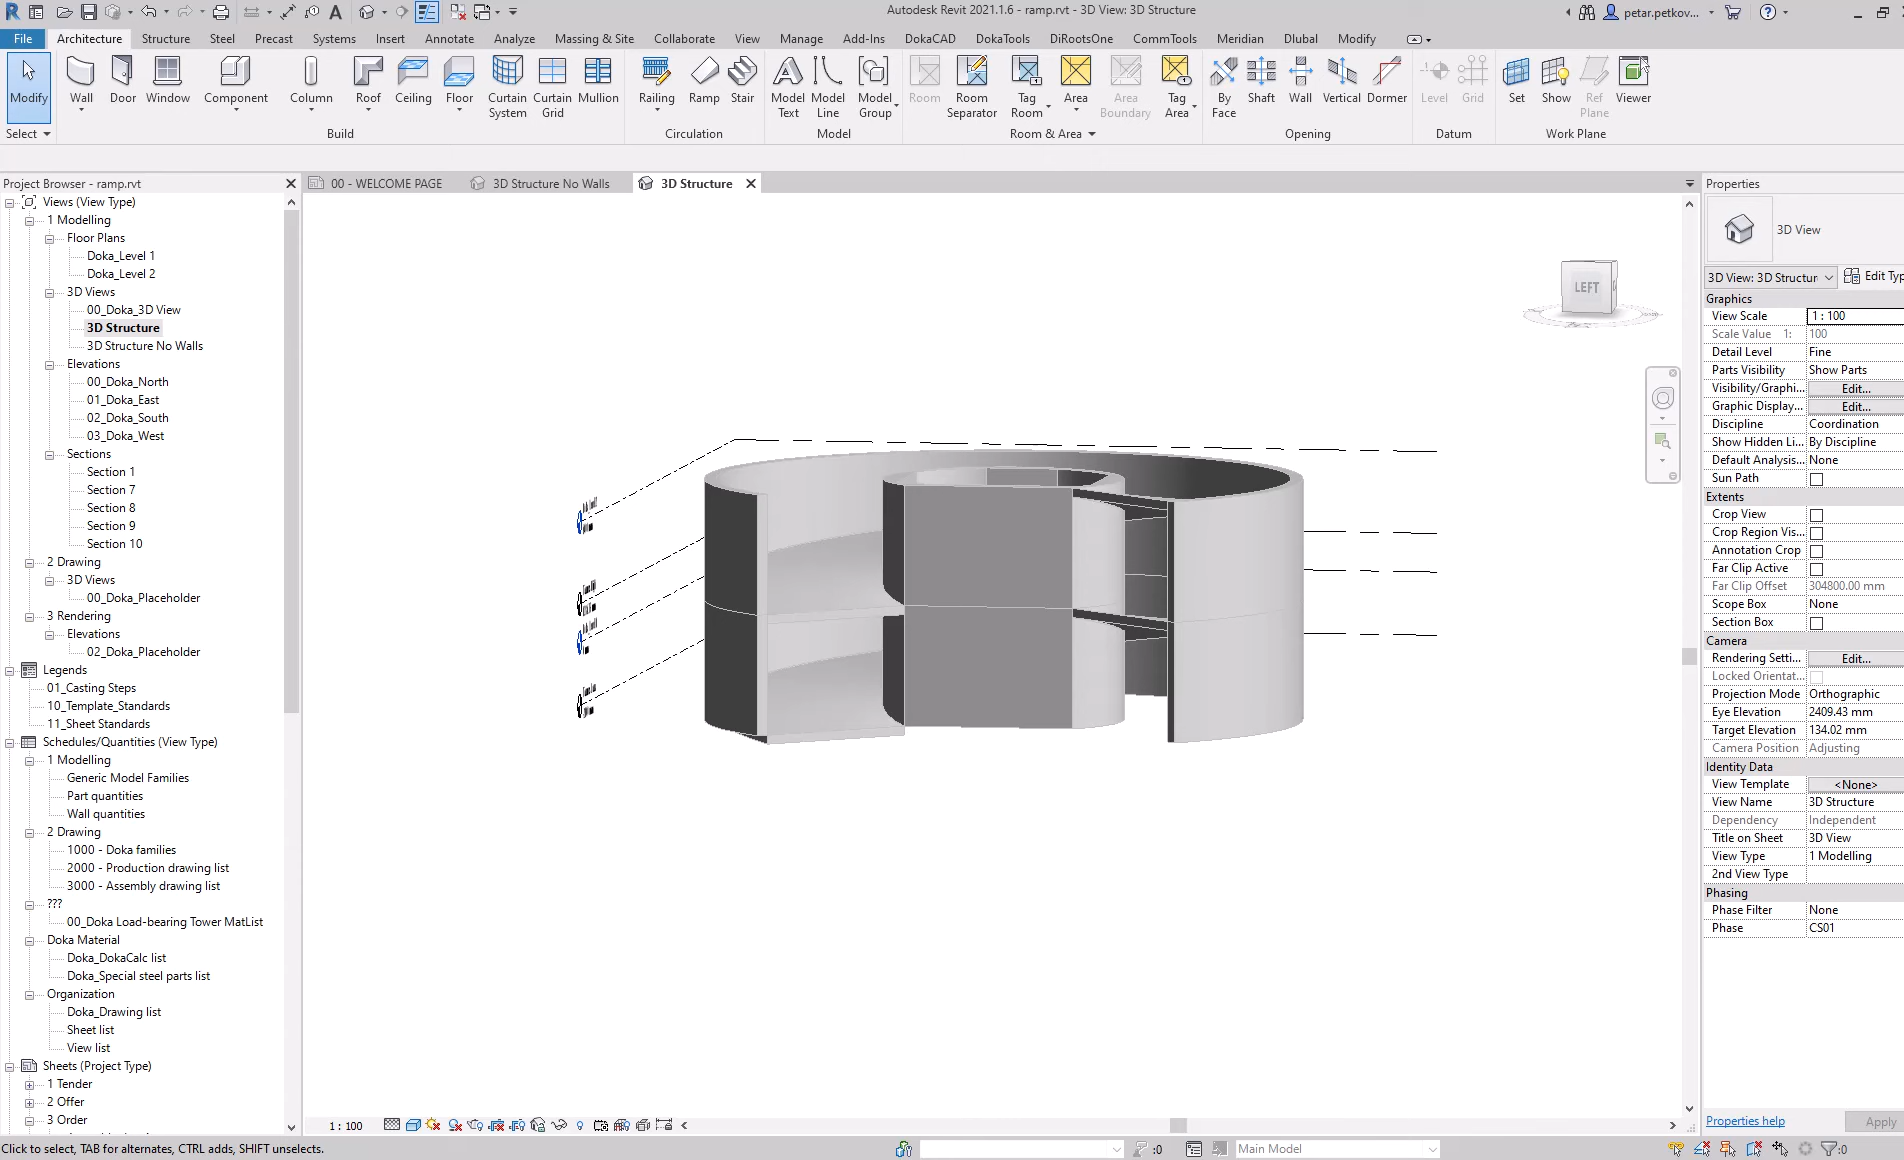 Autodesk Revit 2021.1.6 - ramp.rvt - 3D View: 3D Structure
petar.petkov...
File Architecture Structure Steel Precast Systems Insert Annotate Analyze Massing & Site Collaborate View Manage Add-Ins DokaCAD DokaTools DiRootsOne CommTools Meridian Dlubal Modify
Modify Wall Door Window Component Column Roof Ceiling Floor Curtain System Curtain Grid Mullion Railing Ramp Stair Model Text Model Line Model Group Room Room Separator Tag Room Area Area Boundary Tag Area By Face Shaft Wall Vertical Dormer Level Grid Set Show Ref Plane Viewer
Select Build Circulation Model Room & Area Opening Datum Work Plane
Project Browser - ramp.rvt
Views (View Type)
1 Modelling
Floor Plans
Doka_Level 1
Doka_Level 2
3D Views
00_Doka_3D View
3D Structure
3D Structure No Walls
Elevations
00_Doka_North
01_Doka_East
02_Doka_South
03_Doka_West
Sections
Section 1
Section 7
Section 8
Section 9
Section 10
2 Drawing
3D Views
00_Doka_Placeholder
3 Rendering
Elevations
02_Doka_Placeholder
Legends
01_Casting Steps
10_Template_Standards
11_Sheet Standards
Schedules/Quantities (View Type)
1 Modelling
Generic Model Families
Part quantities
Wall quantities
2 Drawing
1000 - Doka families
2000 - Production drawing list
3000 - Assembly drawing list
???
00_Doka Load-bearing Tower MatList
Doka Material
Doka_DokaCalc list
Doka_Special steel parts list
Organization
Doka_Drawing list
Sheet list
View list
Sheets (Project Type)
1 Tender
2 Offer
3 Order
00 - WELCOME PAGE 3D Structure No Walls 3D Structure
LEFT
Properties
3D View
3D View: 3D Structur Edit Typ
Graphics
View Scale 1 : 100
Scale Value 1: 100
Detail Level Fine
Parts Visibility Show Parts
Visibility/Graphi... Edit...
Graphic Display... Edit...
Discipline Coordination
Show Hidden Li... By Discipline
Default Analysis... None
Sun Path
Extents
Crop View
Crop Region Vis...
Annotation Crop
Far Clip Active
Far Clip Offset 304800.00 mm
Scope Box None
Section Box
Camera
Rendering Setti... Edit...
Locked Orientat...
Projection Mode Orthographic
Eye Elevation 2409.43 mm
Target Elevation 134.02 mm
Camera Position Adjusting
Identity Data
View Template <None>
View Name 3D Structure
Dependency Independent
Title on Sheet 3D View
View Type 1 Modelling
2nd View Type
Phasing
Phase Filter None
Phase CS01
Properties help Apply
1 : 100
Click to select, TAB for alternates, CTRL adds, SHIFT unselects.
:0
Main Model
:0